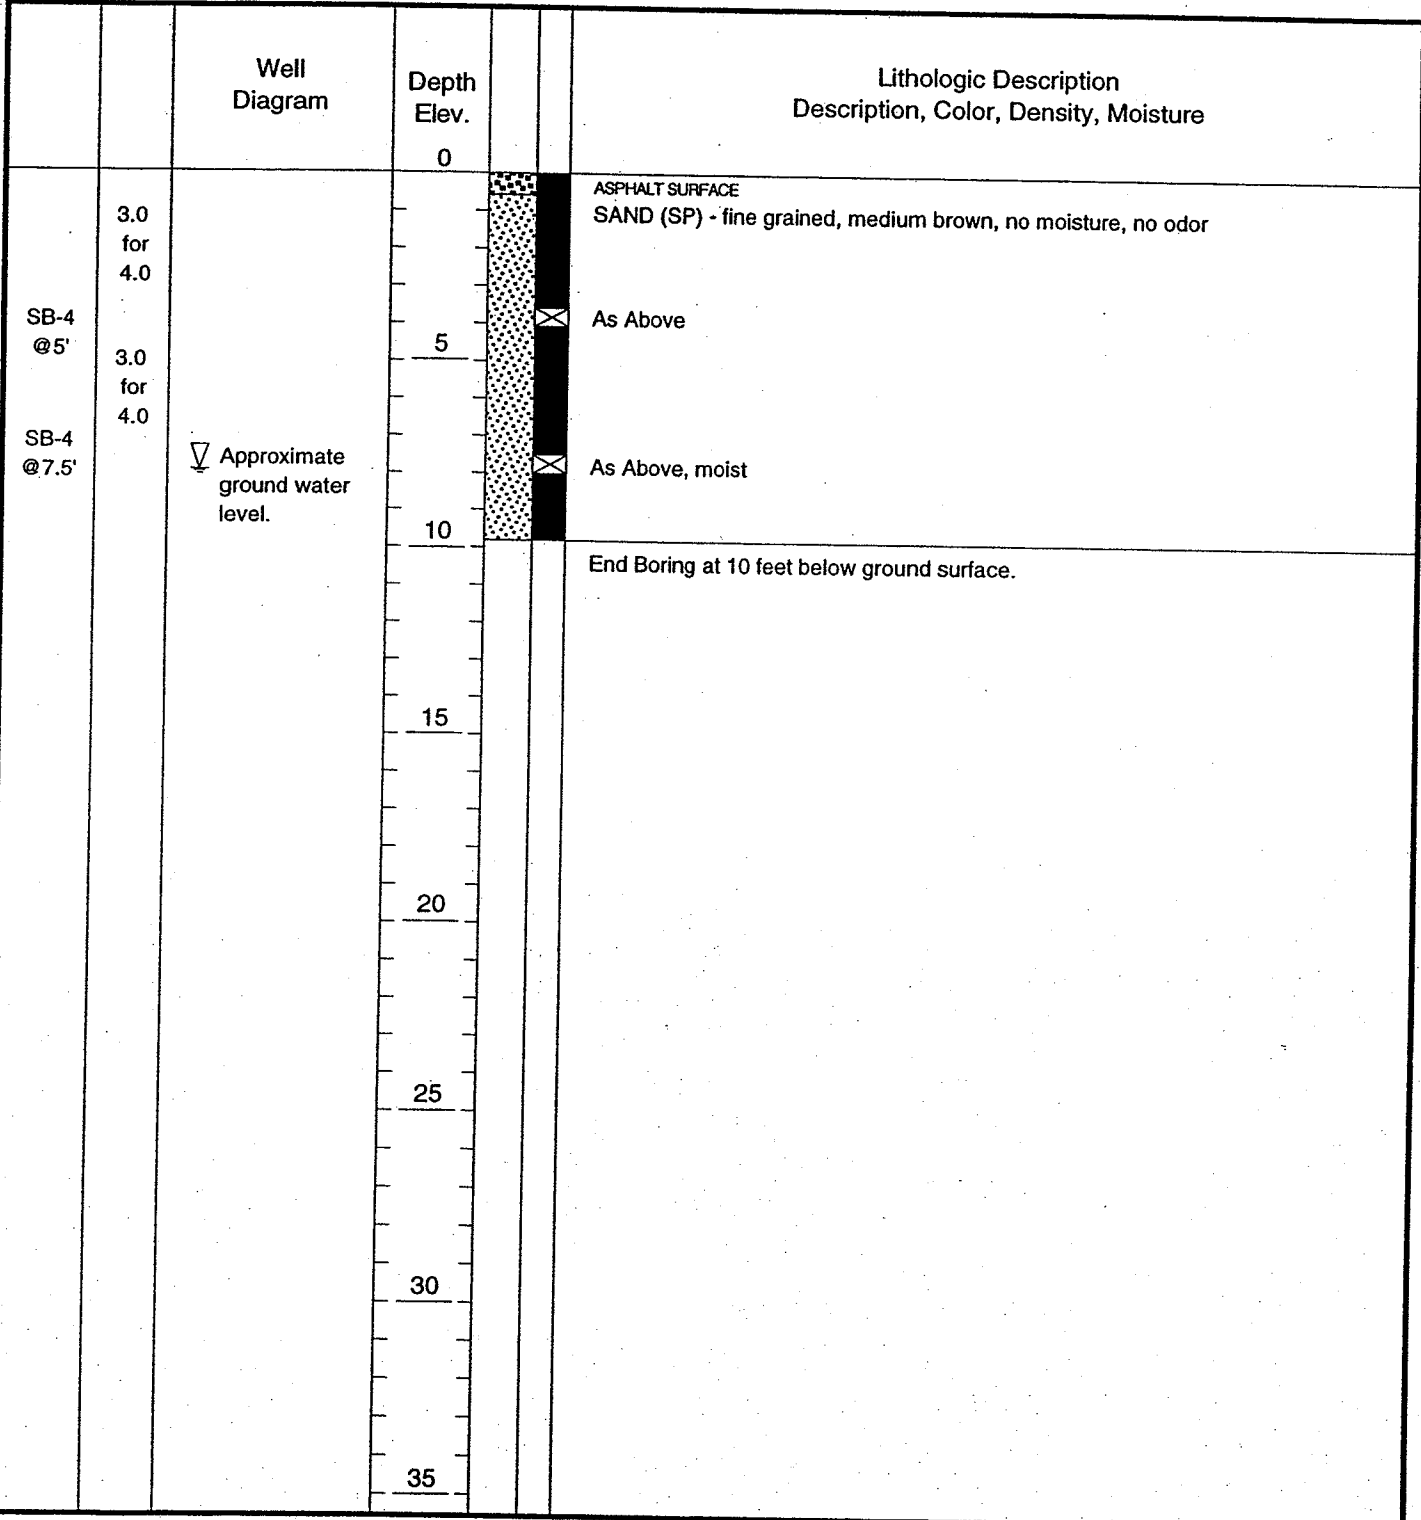 Well
Diagram
Depth
Elev.
0
Lithologic Description
Description, Color, Density, Moisture
ASPHALT SURFACE
SAND (SP) - fine grained, medium brown, no moisture, no odor
3.0
for
4.0
SB-4
@5'
As Above
3.0
for
4.0
5
SB-4
@7.5'
Approximate
ground water
level.
As Above, moist
10
End Boring at 10 feet below ground surface.
15
20
25
30
35